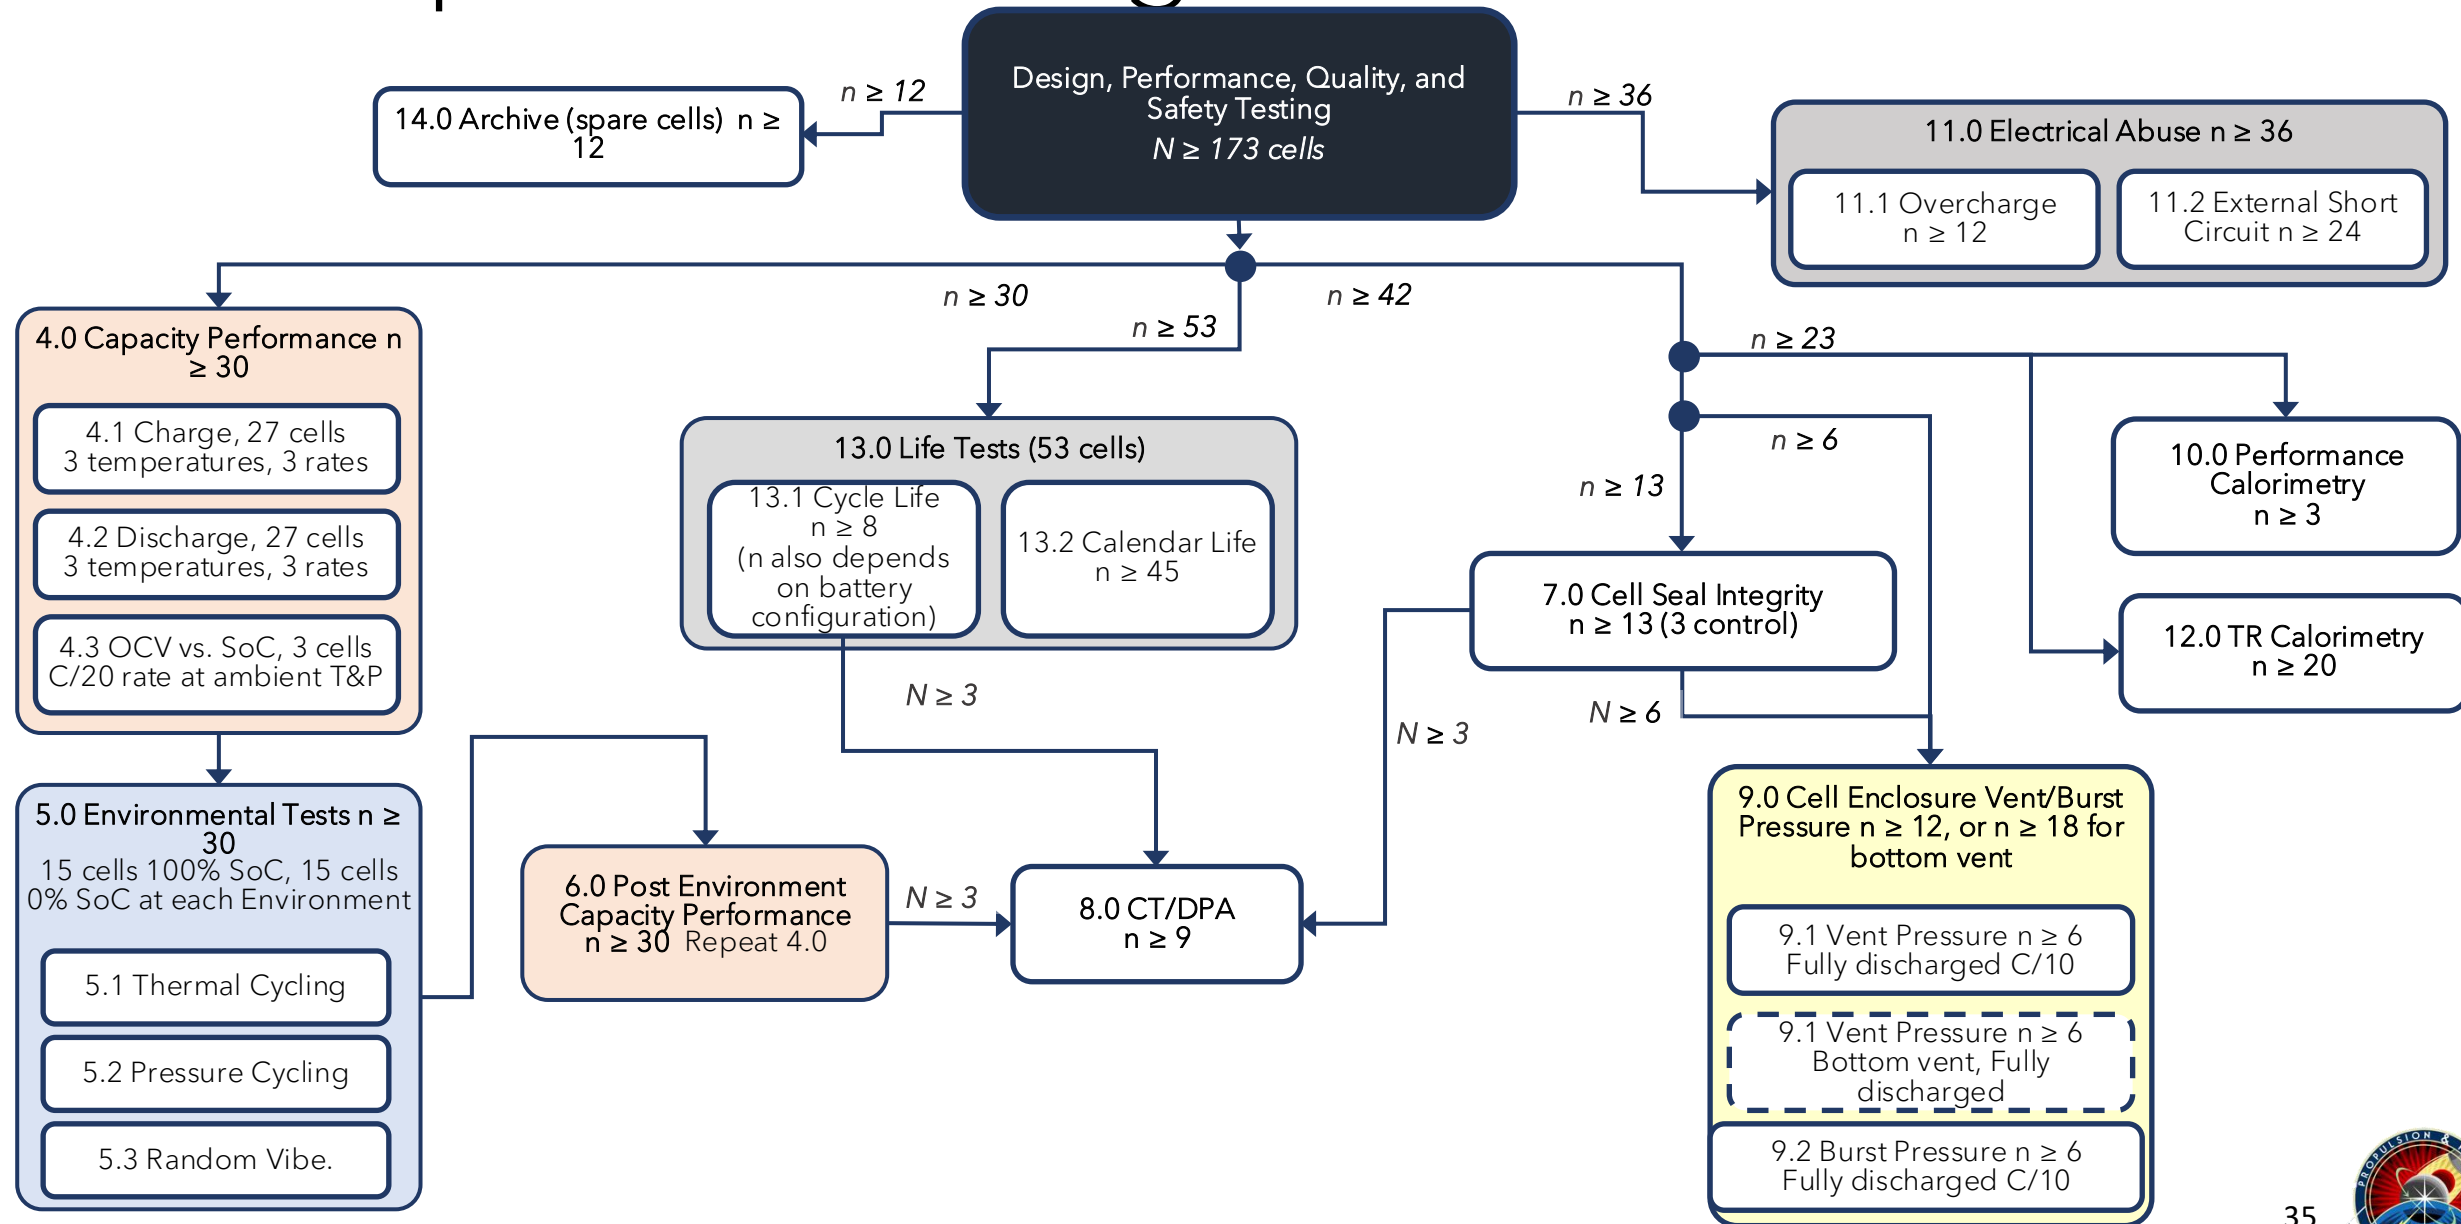 Design, Performance, Quality, and
Safety Testing
N ≥ 173 cells
n ≥ 12
14.0 Archive (spare cells) n ≥
12
n ≥ 36
11.0 Electrical Abuse n ≥ 36
11.1 Overcharge
n ≥ 12
11.2 External Short
Circuit n ≥ 24
n ≥ 30
n ≥ 53
n ≥ 42
4.0 Capacity Performance n
≥ 30
4.1 Charge, 27 cells
3 temperatures, 3 rates
4.2 Discharge, 27 cells
3 temperatures, 3 rates
4.3 OCV vs. SoC, 3 cells
C/20 rate at ambient T&P
13.0 Life Tests (53 cells)
13.1 Cycle Life
n ≥ 8
(n also depends
on battery
configuration)
13.2 Calendar Life
n ≥ 45
n ≥ 23
n ≥ 6
n ≥ 13
10.0 Performance
Calorimetry
n ≥ 3
7.0 Cell Seal Integrity
n ≥ 13 (3 control)
12.0 TR Calorimetry
n ≥ 20
N ≥ 3
N ≥ 3
N ≥ 6
5.0 Environmental Tests n ≥
30
15 cells 100% SoC, 15 cells
0% SoC at each Environment
5.1 Thermal Cycling
5.2 Pressure Cycling
5.3 Random Vibe.
6.0 Post Environment
Capacity Performance
n ≥ 30 Repeat 4.0
N ≥ 3
8.0 CT/DPA
n ≥ 9
9.0 Cell Enclosure Vent/Burst
Pressure n ≥ 12, or n ≥ 18 for
bottom vent
9.1 Vent Pressure n ≥ 6
Fully discharged C/10
9.1 Vent Pressure n ≥ 6
Bottom vent, Fully
discharged
9.2 Burst Pressure n ≥ 6
Fully discharged C/10
PROPULSION &
35